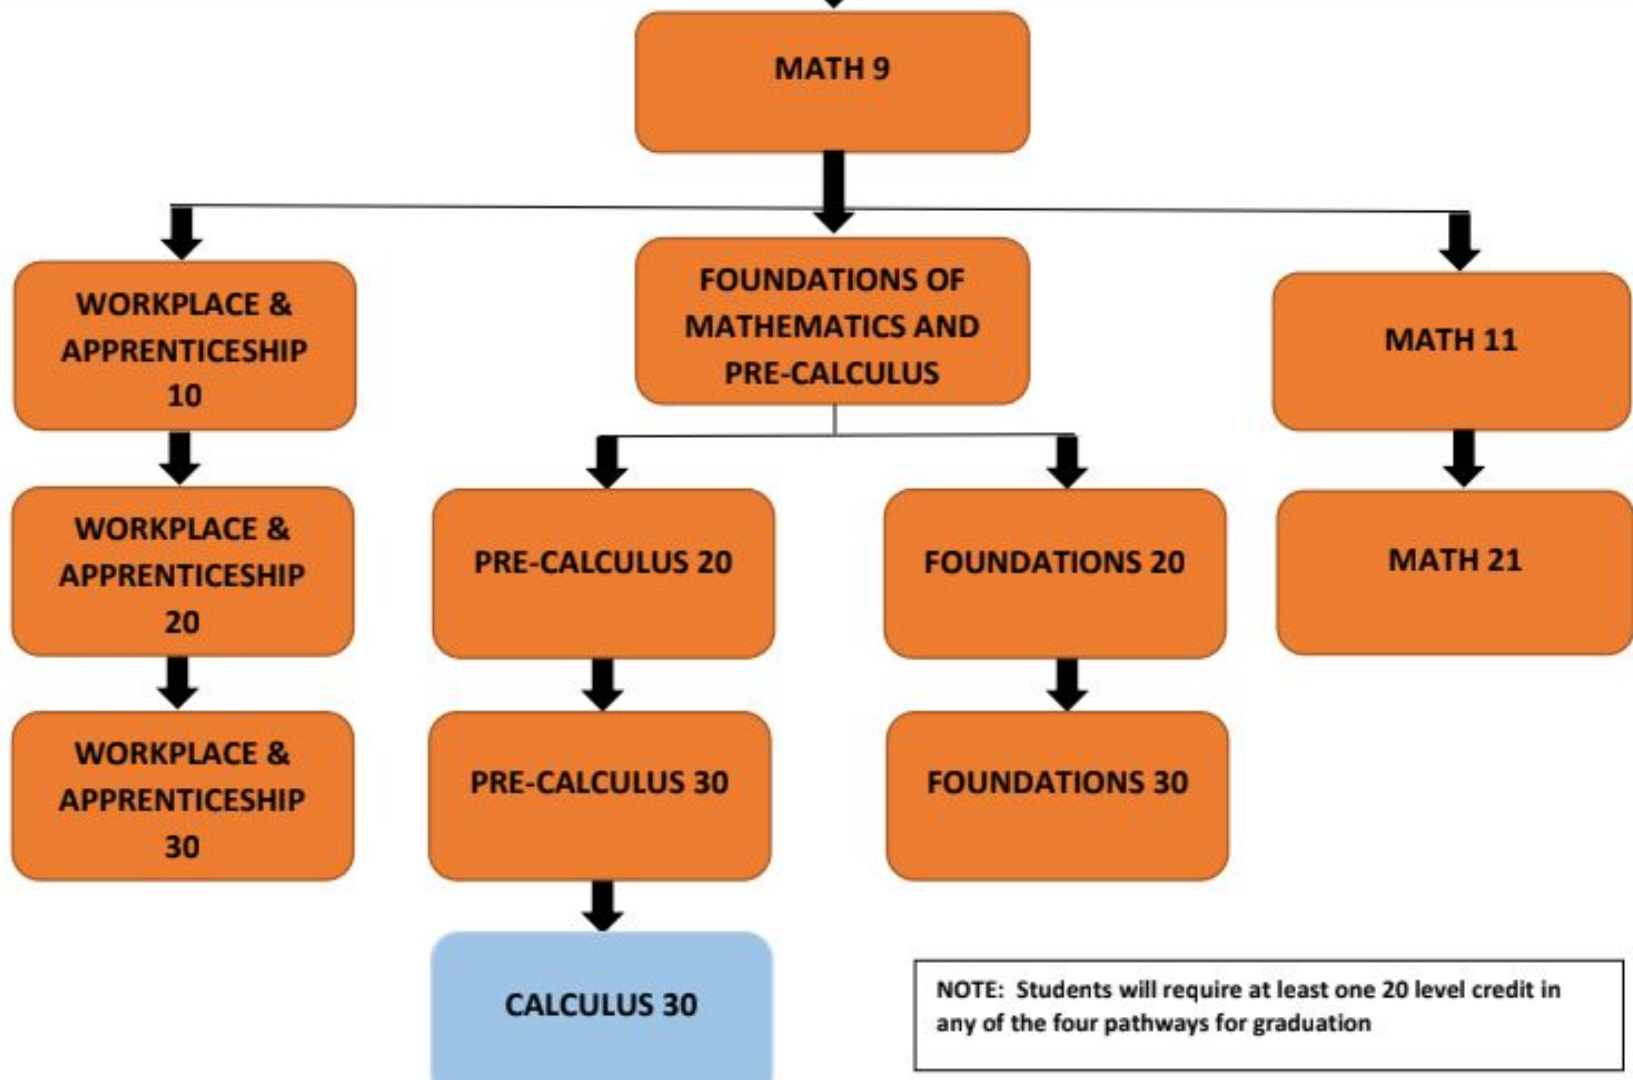 MATH 9
WORKPLACE &
APPRENTICESHIP
10
FOUNDATIONS OF
MATHEMATICS AND
PRE-CALCULUS
MATH 11
WORKPLACE &
APPRENTICESHIP
20
PRE-CALCULUS 20
FOUNDATIONS 20
MATH 21
WORKPLACE &
APPRENTICESHIP
30
PRE-CALCULUS 30
FOUNDATIONS 30
CALCULUS 30
NOTE:  Students will require at least one 20 level credit in
any of the four pathways for graduation